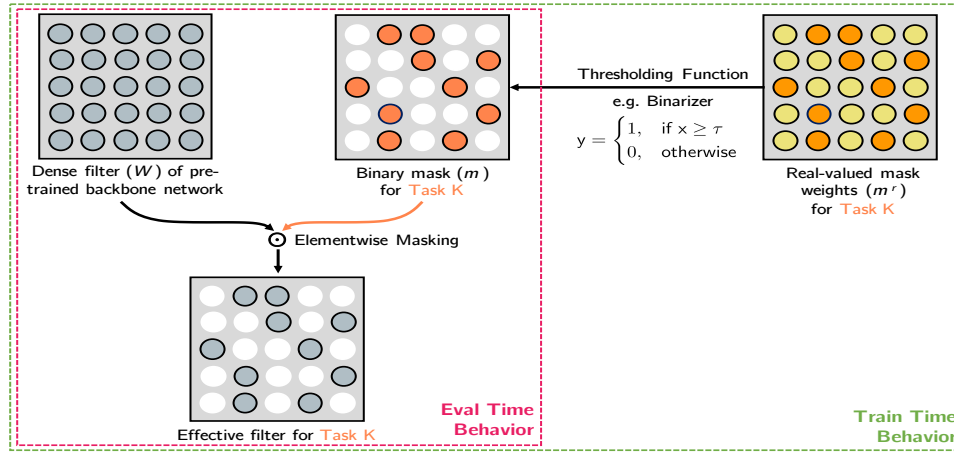 Dense filter (W) of pre-
trained backbone network
Binary mask (m)
for Task K
Thresholding Function
e.g. Binarizer
y = {1, if x ≥ τ
0, otherwise
Real-valued mask
weights (m^r)
for Task K
⊙ Elementwise Masking
Effective filter for Task K
Eval Time
Behavior
Train Time
Behavior